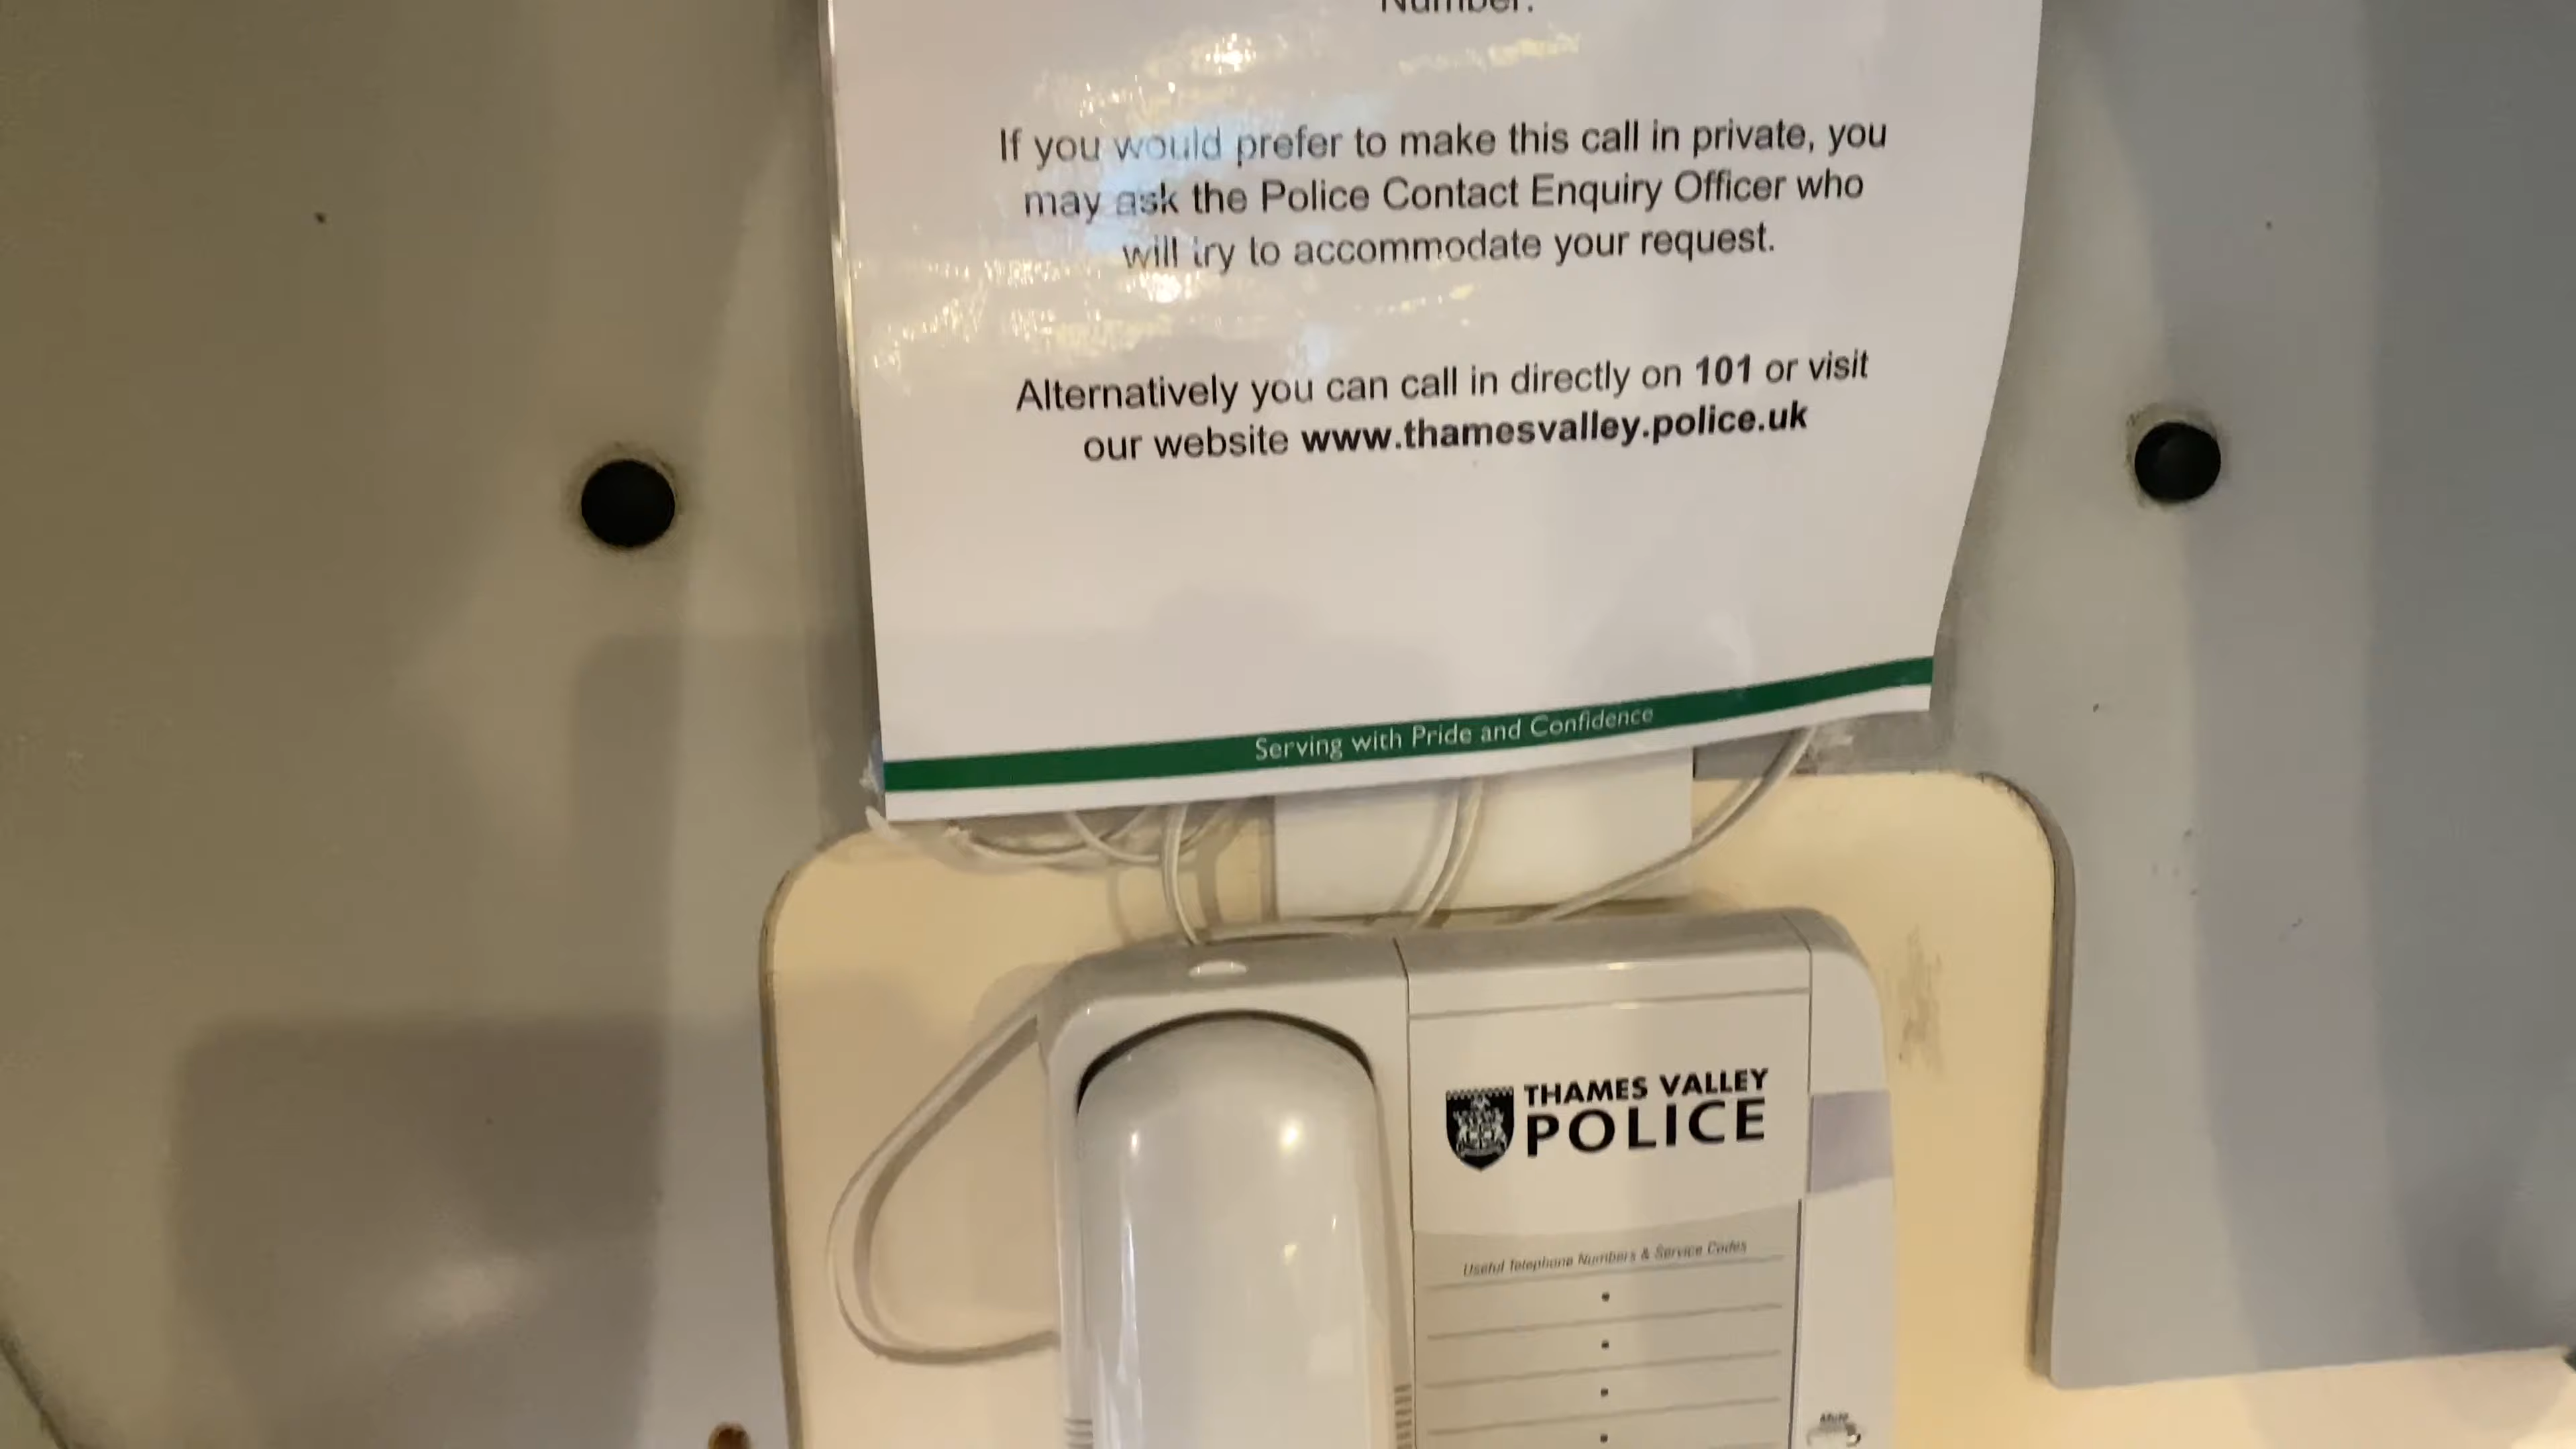 Number.
If you would prefer to make this call in private, you
may ask the Police Contact Enquiry Officer who
will try to accommodate your request.
Alternatively you can call in directly on 101 or visit
our website www.thamesvalley.police.uk
Serving with Pride and Confidence
THAMES VALLEY
POLICE
Useful Telephone Numbers & Service Codes
Mute